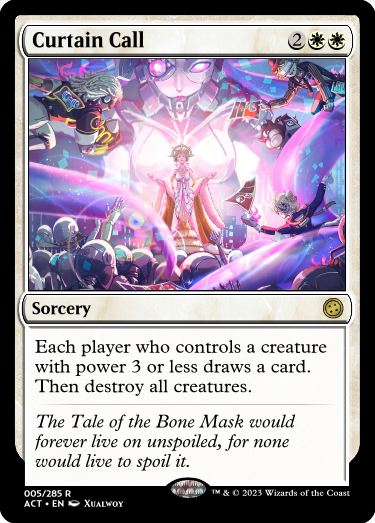 Curtain Call 2
Sorcery
Each player who controls a creature
with power 3 or less draws a card.
Then destroy all creatures.
The Tale of the Bone Mask would
forever live on unspoiled, for none
would live to spoil it.
005/285 R
ACT • EN XUALWOY
™ & © 2023 Wizards of the Coast